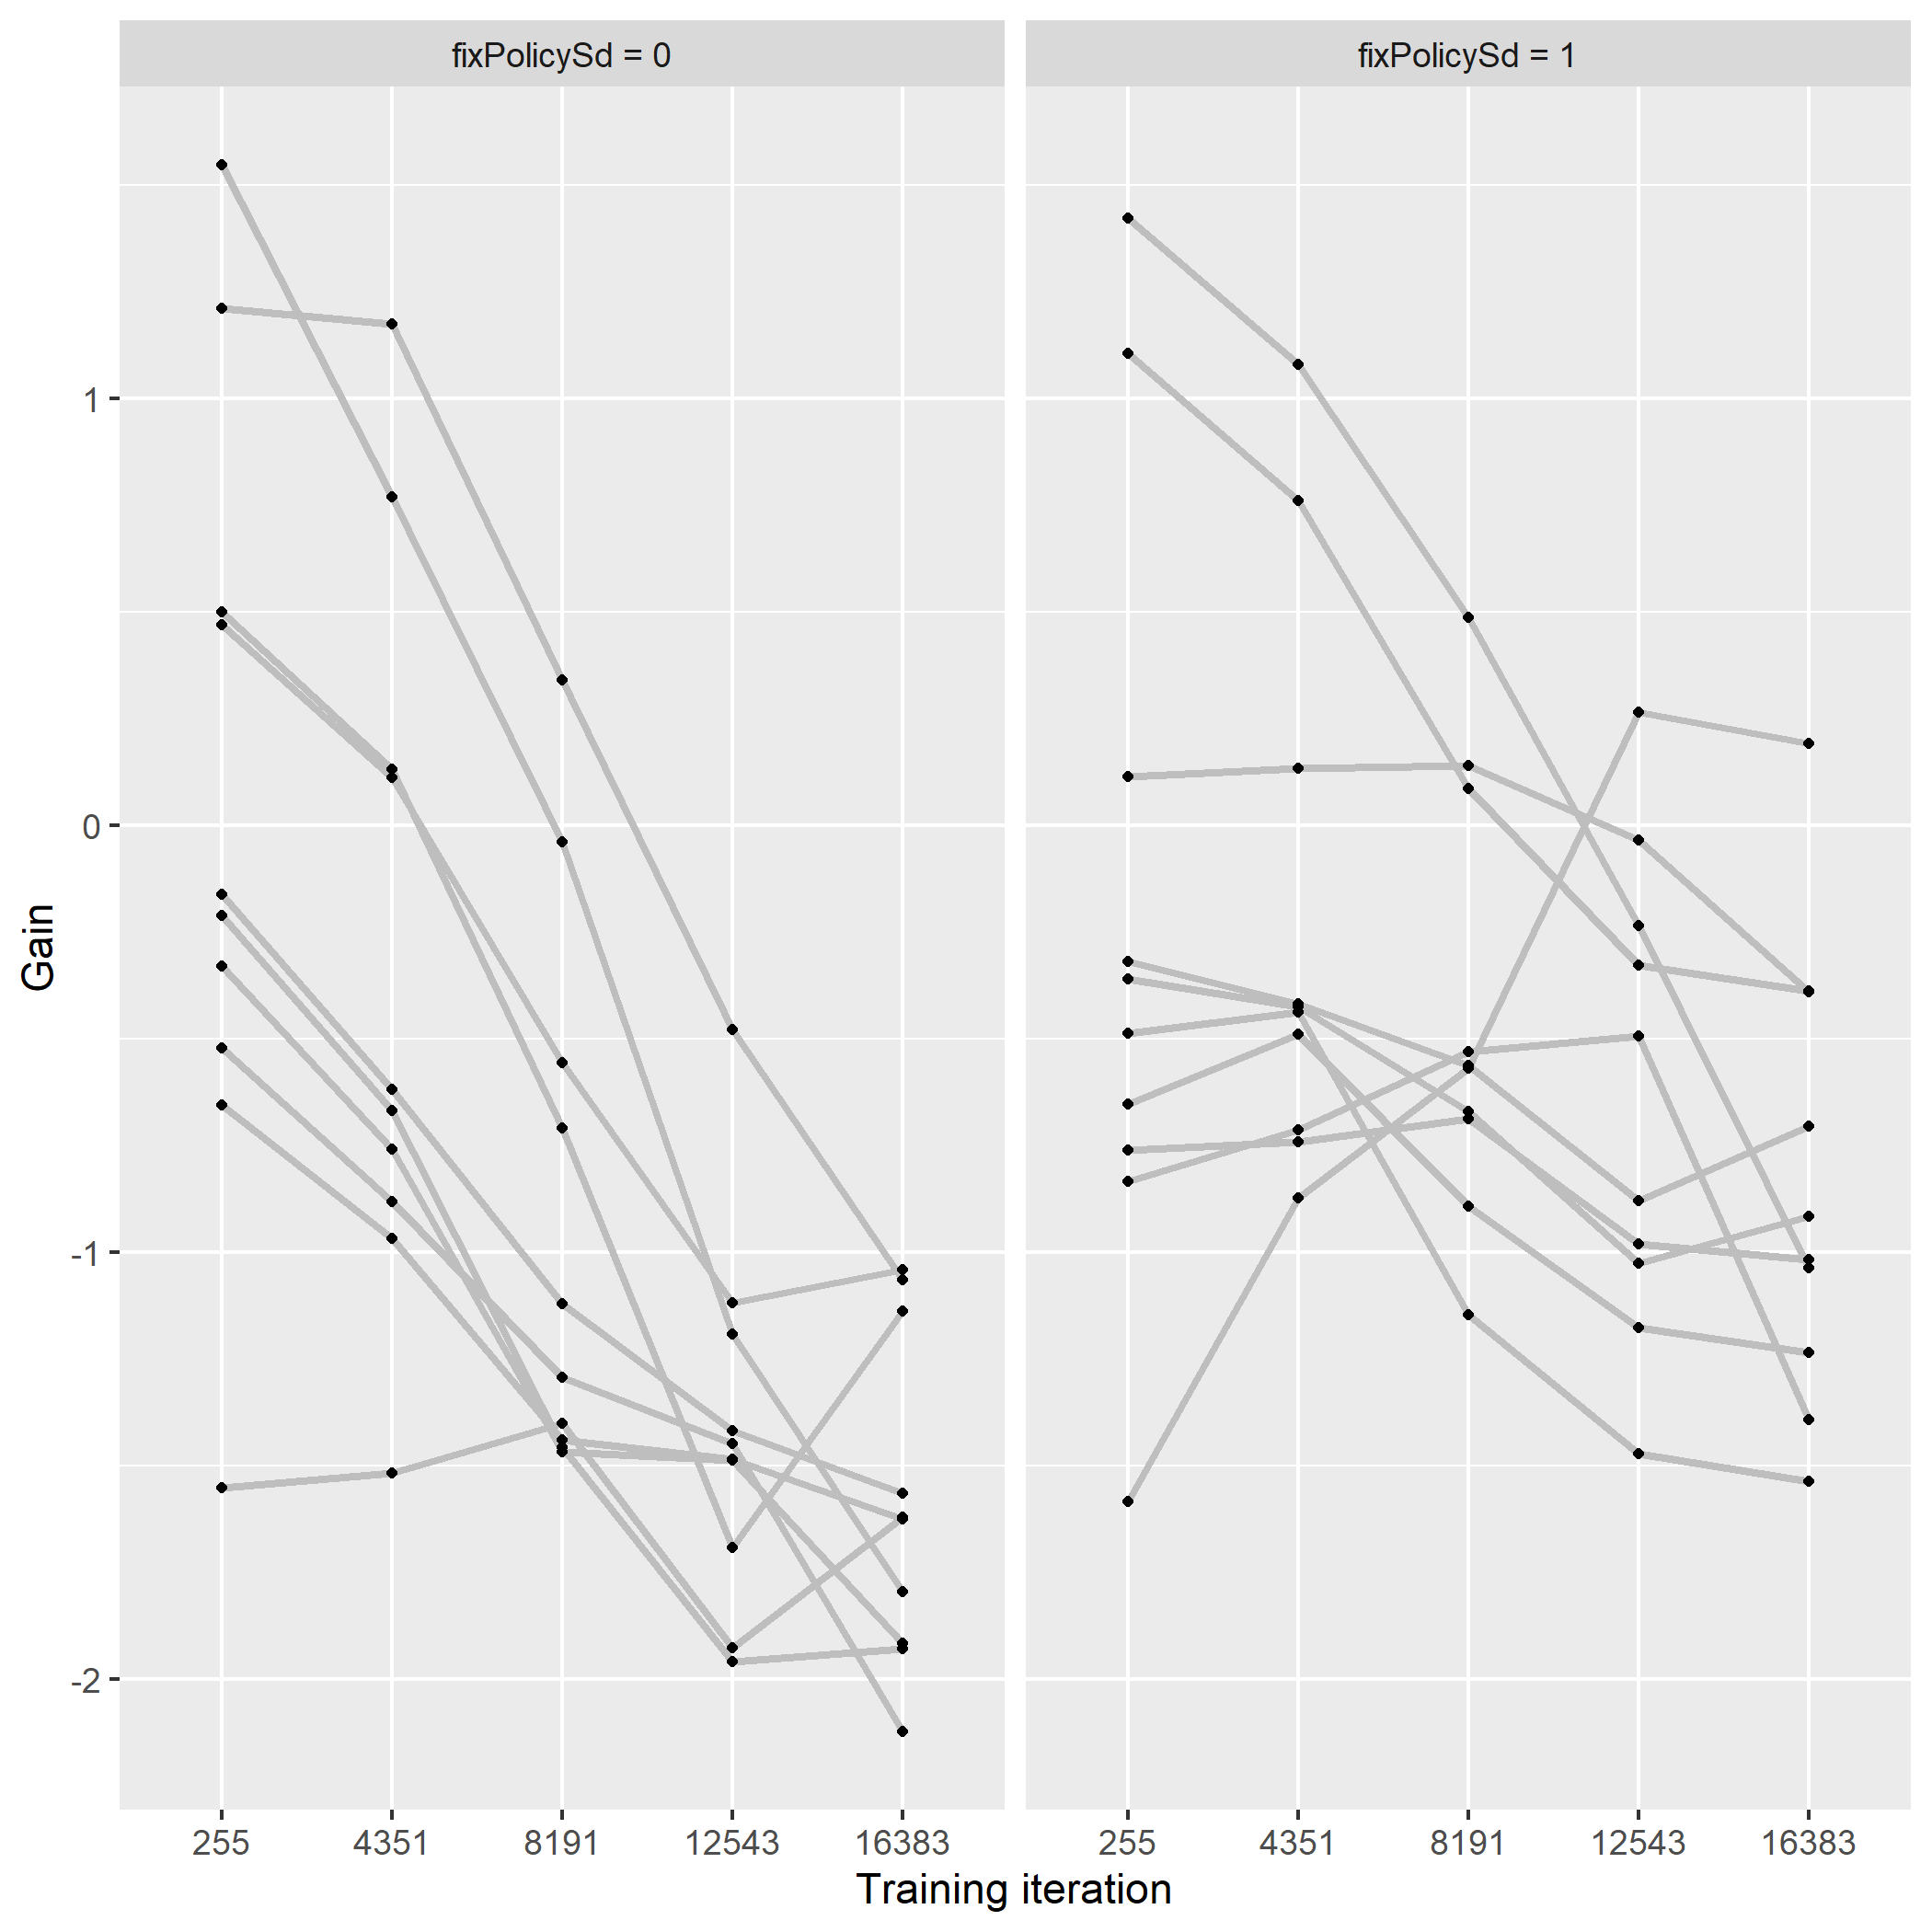 fixPolicySd = 0
fixPolicySd = 1
1
0
-1
-2
Gain
255 4351 8191 12543 16383
255 4351 8191 12543 16383
Training iteration